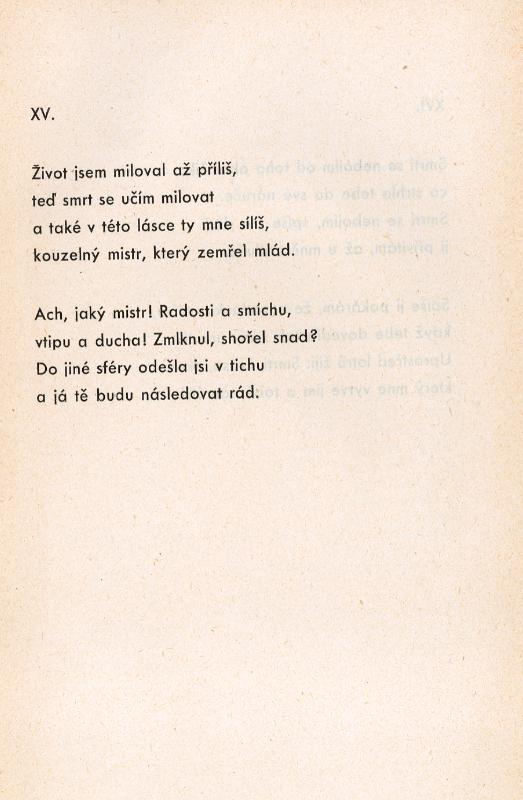 XV.
Život jsem miloval až příliš,
teď smrt se učím milovat
a také v této lásce ty mne sílíš,
kouzelný mistr, který zemřel mlád.
Ach, jaký mistr! Radosti a smíchu,
vtipu a ducha! Zmlknul, shořel snad?
Do jiné sféry odešla jsi v tichu
a já tě budu následovat rád.